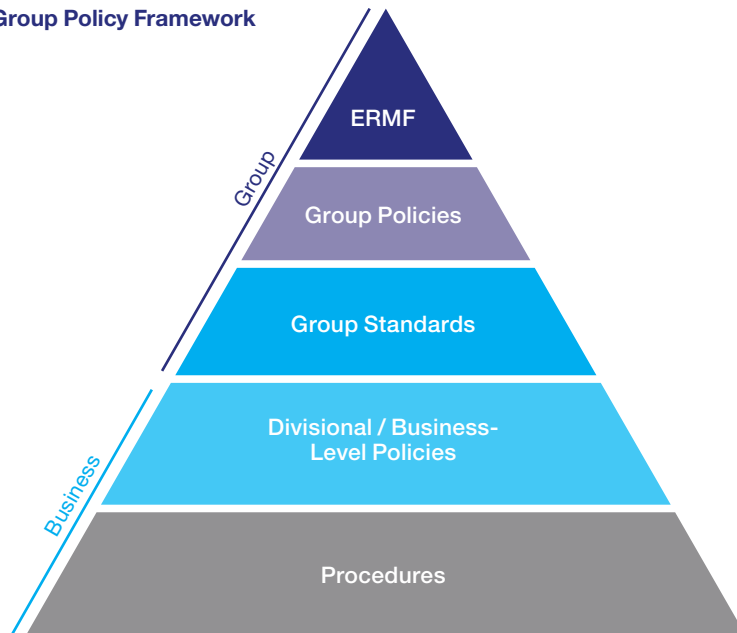 Group Policy Framework
ERMF
Group
Group Policies
Group Standards
Divisional / Business-
Level Policies
Business
Procedures